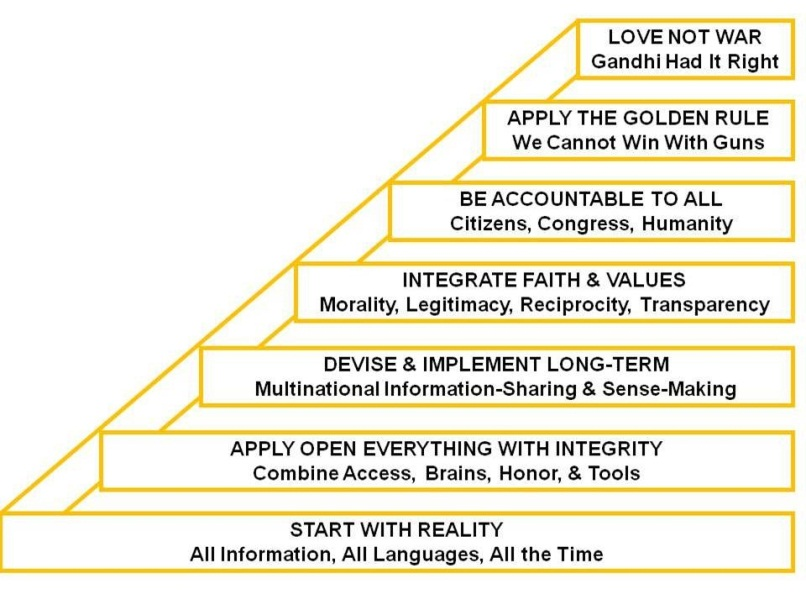 LOVE NOT WAR
Gandhi Had It Right
APPLY THE GOLDEN RULE
We Cannot Win With Guns
BE ACCOUNTABLE TO ALL
Citizens, Congress, Humanity
INTEGRATE FAITH & VALUES
Morality, Legitimacy, Reciprocity, Transparency
DEVISE & IMPLEMENT LONG-TERM
Multinational Information-Sharing & Sense-Making
APPLY OPEN EVERYTHING WITH INTEGRITY
Combine Access, Brains, Honor, & Tools
START WITH REALITY
All Information, All Languages, All the Time